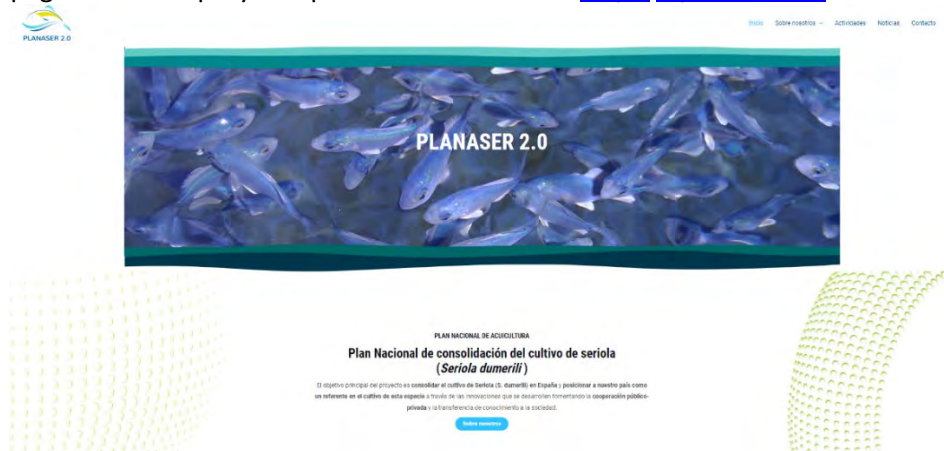 PLANASER 2.0
Inicio Sobre nosotros Actividades Noticias Contacto
PLANASER 2.0
PLAN NACIONAL DE ACUICULTURA
Plan Nacional de consolidación del cultivo de seriola
(Seriola dumerili)
El objetivo principal del proyecto es consolidar el cultivo de Seriola (S. dumerili) en España y posicionar a nuestro país como
un referente en el cultivo de esta especie a través de las innovaciones que se desarrollen fomentando la cooperación público-
privada y la transferencia de conocimiento a la sociedad.
Sobre nosotros